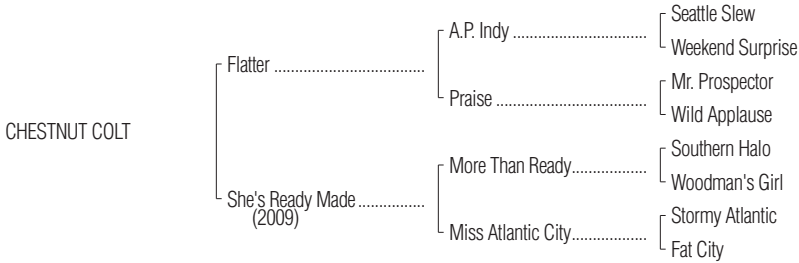 Seattle Slew
A.P. Indy ................................
Weekend Surprise
Flatter ....................................
Mr. Prospector
Praise ....................................
Wild Applause
CHESTNUT COLT
Southern Halo
More Than Ready..................
Woodman's Girl
She's Ready Made ................
(2009)
Stormy Atlantic
Miss Atlantic City..................
Fat City